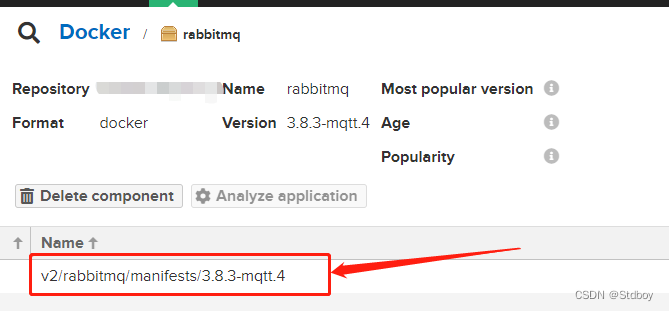 Docker / rabbitmq
Repository Name rabbitmq Most popular version
Format docker Version 3.8.3-mqtt.4 Age
Popularity
Delete component Analyze application
Name
v2/rabbitmq/manifests/3.8.3-mqtt.4
CSDN @Stdboy